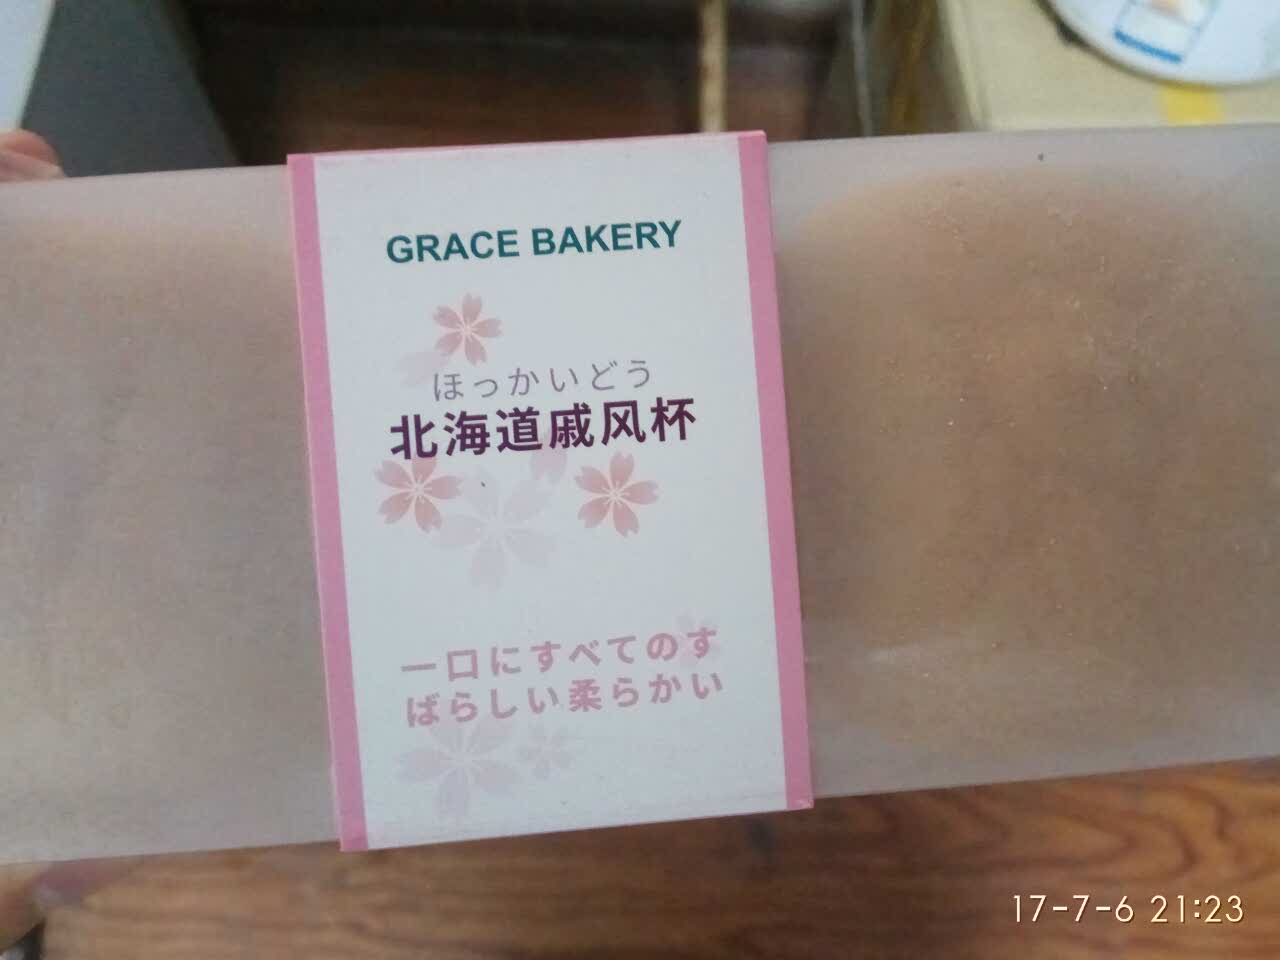 GRACE BAKERY
ほっかいどう
北海道戚风杯
一口にすべてのす
ばらしい柔らかい
17-7-6 21:23